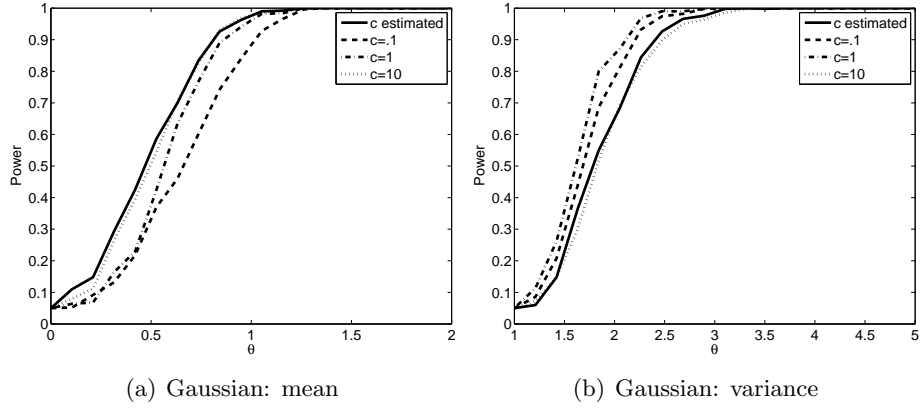 1
0.9
0.8
0.7
0.6
0.5
0.4
0.3
0.2
0.1
0
Power
0 0.5 1 1.5 2
θ
c estimated
c=.1
c=1
c=10
(a) Gaussian: mean
1
0.9
0.8
0.7
0.6
0.5
0.4
0.3
0.2
0.1
0
Power
1 1.5 2 2.5 3 3.5 4 4.5 5
θ
c estimated
c=.1
c=1
c=10
(b) Gaussian: variance